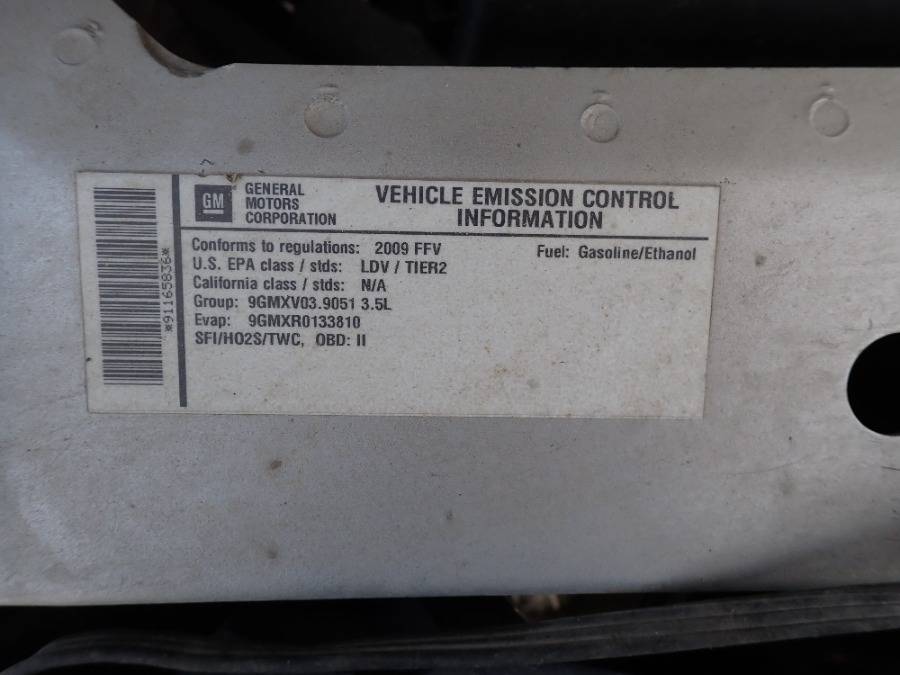 *91165836*
GM
GENERAL
MOTORS
CORPORATION
VEHICLE EMISSION CONTROL
INFORMATION
Conforms to regulations: 2009 FFV
Fuel: Gasoline/Ethanol
U.S. EPA class / stds: LDV / TIER2
California class / stds: N/A
Group: 9GMXV03.9051 3.5L
Evap: 9GMXR0133810
SFI/HO2S/TWC, OBD: II